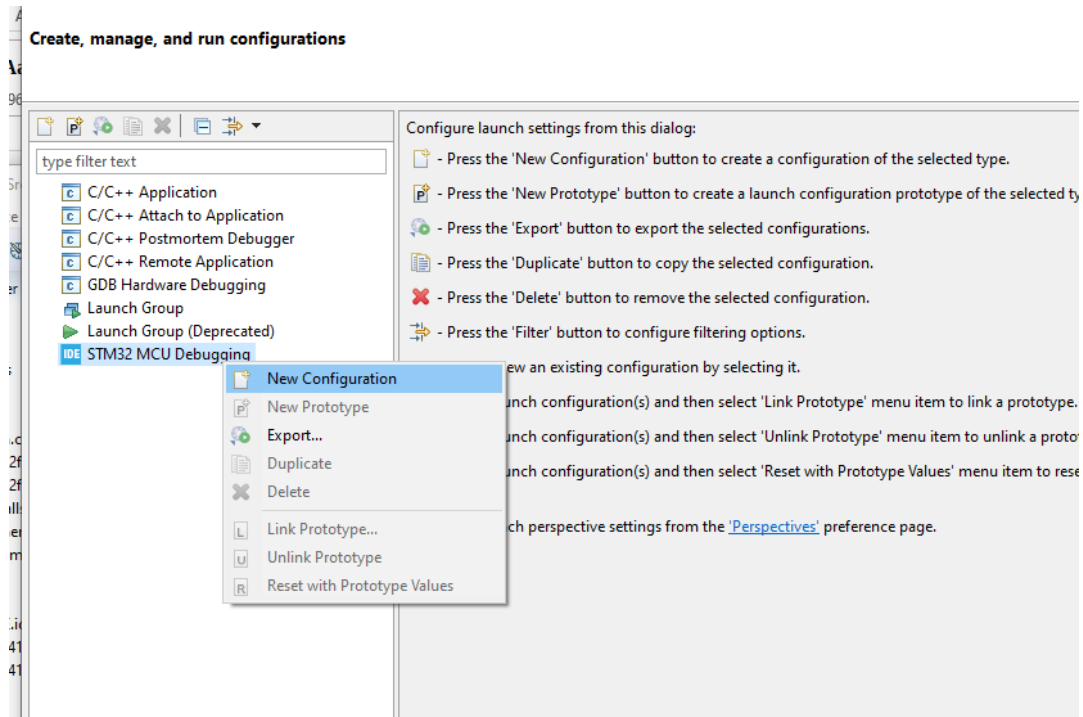 Create, manage, and run configurations
type filter text
C/C++ Application
C/C++ Attach to Application
C/C++ Postmortem Debugger
C/C++ Remote Application
GDB Hardware Debugging
Launch Group
Launch Group (Deprecated)
IDE STM32 MCU Debugging
New Configuration
New Prototype
Export...
Duplicate
Delete
L Link Prototype...
U Unlink Prototype
R Reset with Prototype Values
Configure launch settings from this dialog:
- Press the 'New Configuration' button to create a configuration of the selected type.
- Press the 'New Prototype' button to create a launch configuration prototype of the selected
- Press the 'Export' button to export the selected configurations.
- Press the 'Duplicate' button to copy the selected configuration.
- Press the 'Delete' button to remove the selected configuration.
- Press the 'Filter' button to configure filtering options.
an existing configuration by selecting it.
configuration(s) and then select 'Link Prototype' menu item to link a prototype.
configuration(s) and then select 'Unlink Prototype' menu item to unlink a
configuration(s) and then select 'Reset with Prototype Values' menu item to
perspective settings from the 'Perspectives' preference page.